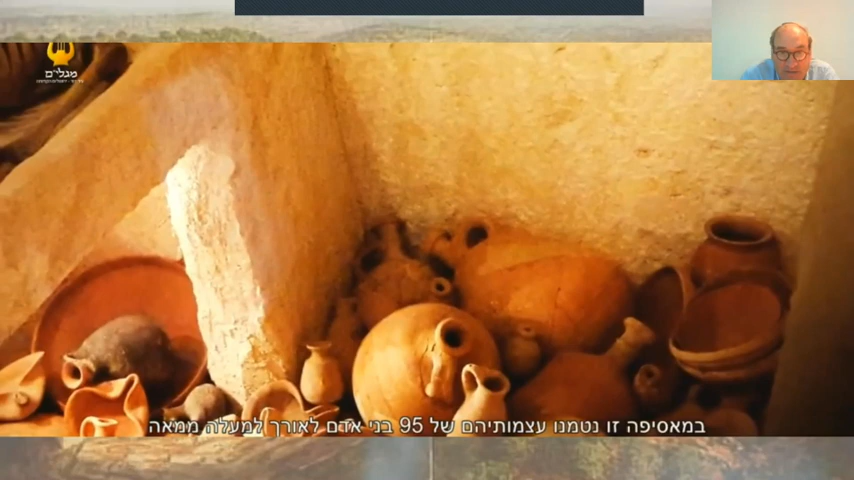 מגלים
במאסיפה זו נטמנו עצמותיהם של 95 בני אדם לאורך למעלה ממאה